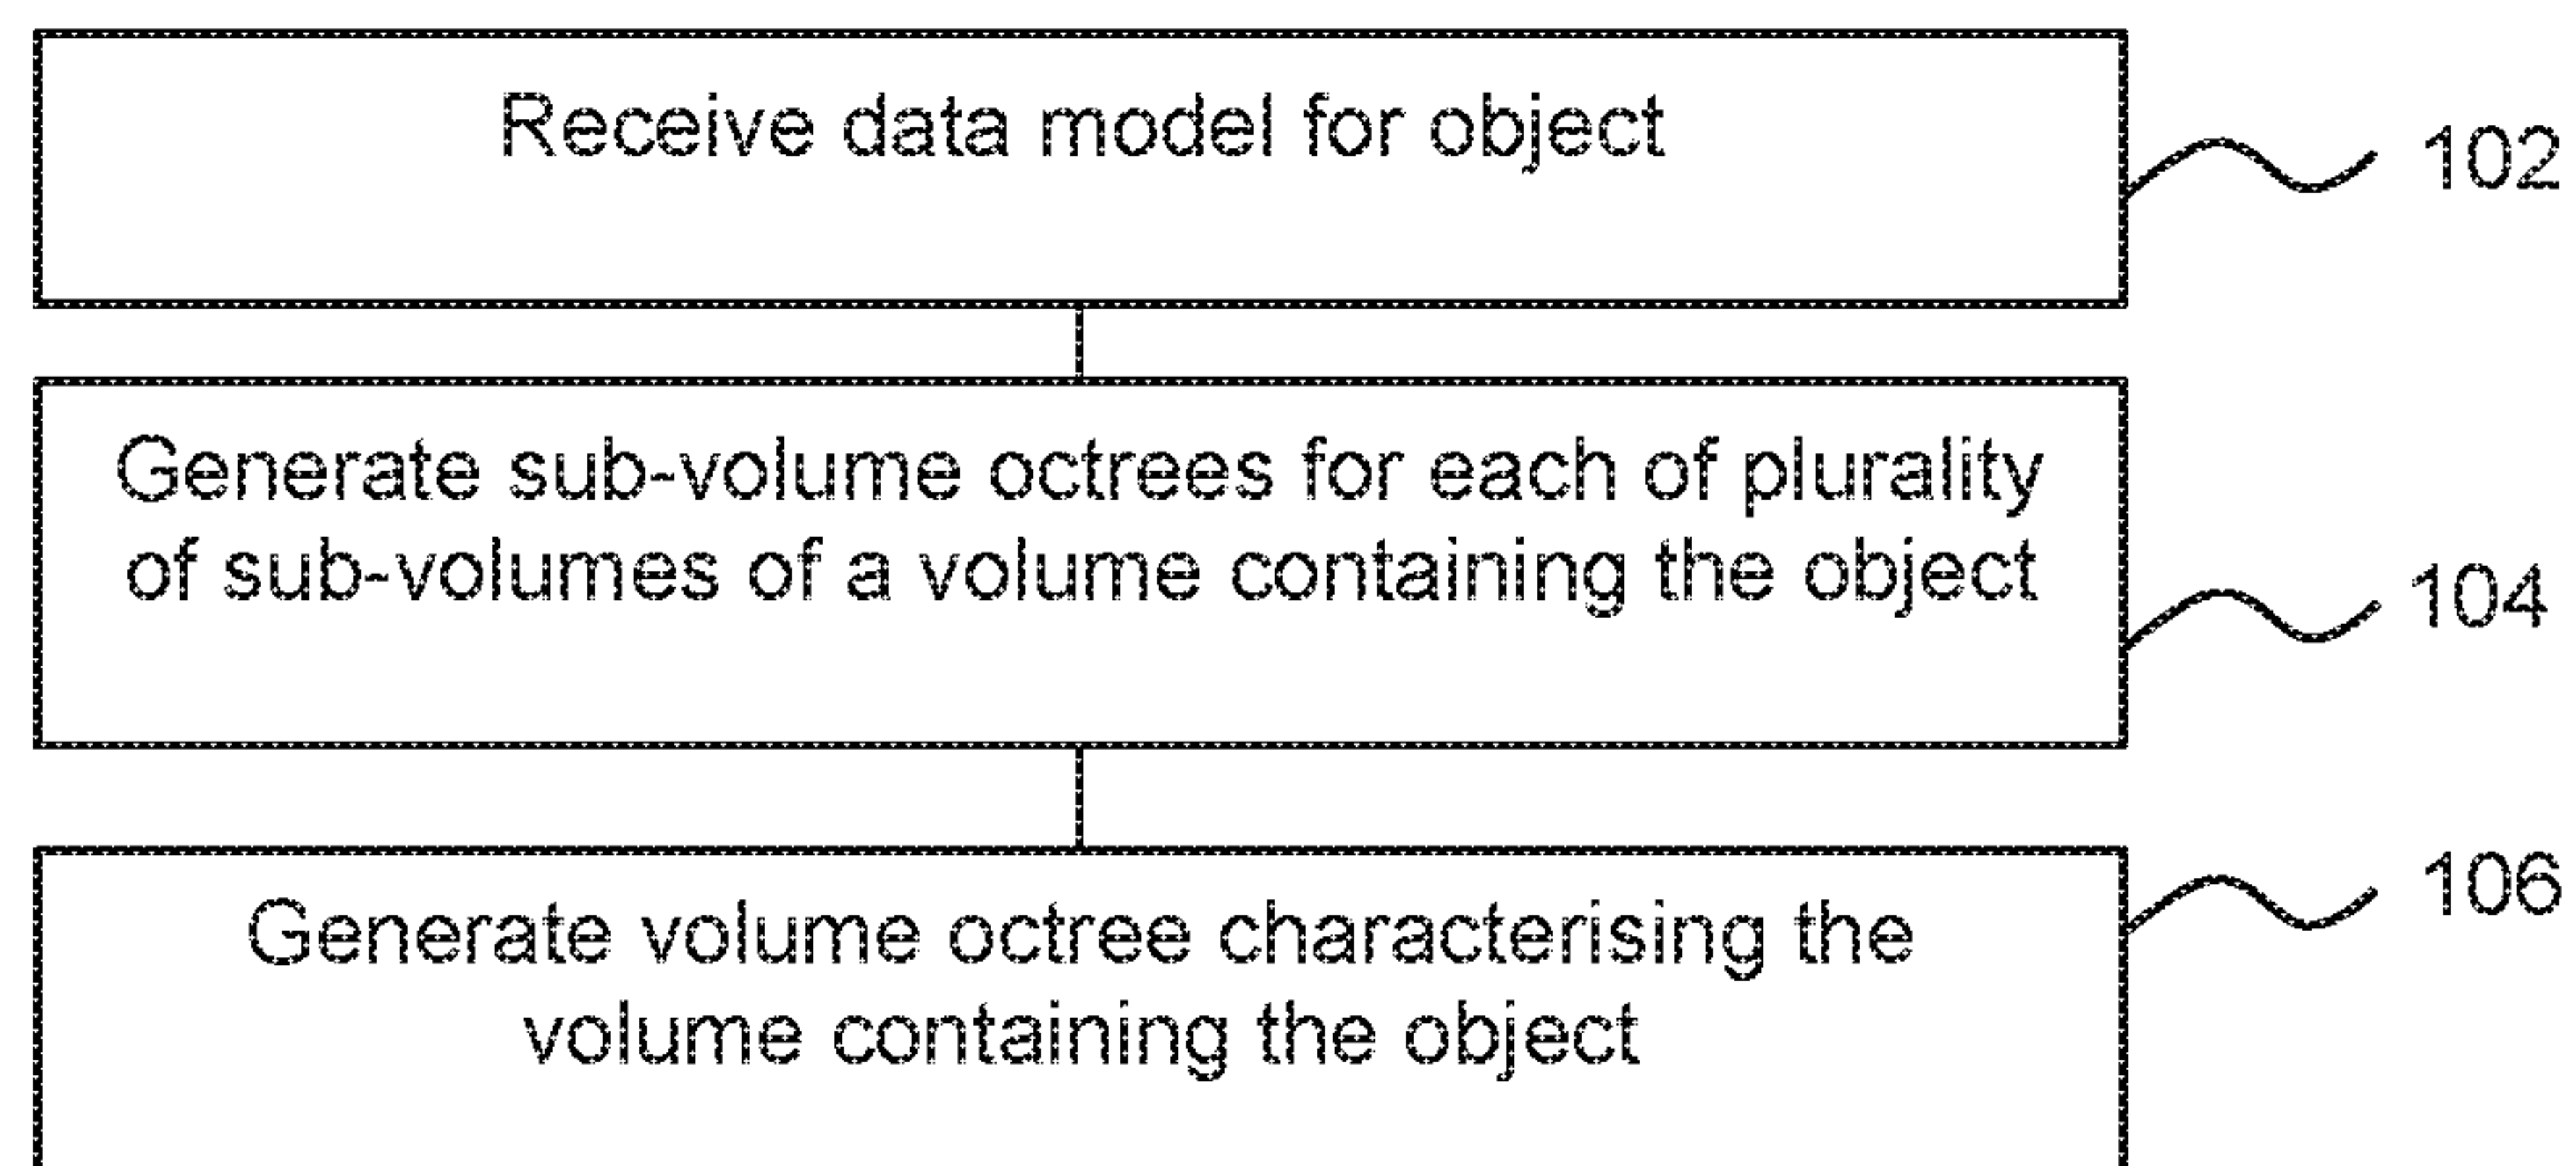 Receive data model for object
102
Generate sub-volume octrees for each of plurality
of sub-volumes of a volume containing the object
104
Generate volume octree characterising the
volume containing the object
106